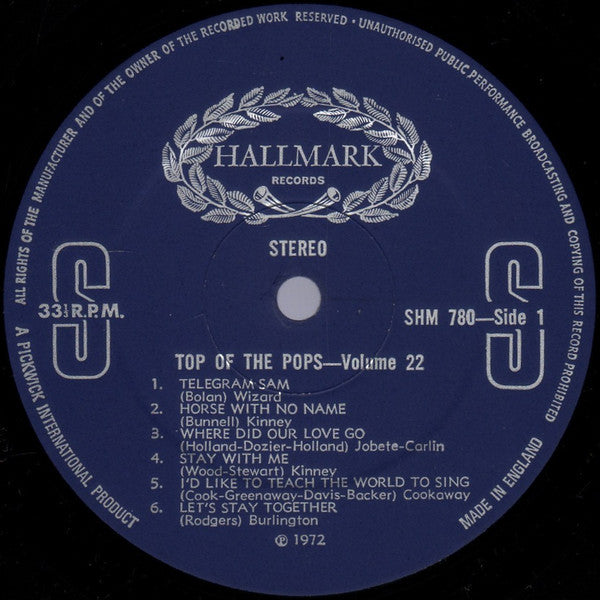 ALL RIGHTS OF THE MANUFACTURER AND OF THE OWNER OF THE RECORDED WORK RESERVED · UNAUTHORISED PUBLIC PERFORMANCE BROADCASTING AND COPYING OF THIS RECORD PROHIBITED
HALLMARK
RECORDS
STEREO
S
S
33⅓ R.P.M.
SHM 780—Side 1
TOP OF THE POPS—Volume 22
1. TELEGRAM SAM
(Bolan) Wizard
2. HORSE WITH NO NAME
(Bunnell) Kinney
3. WHERE DID OUR LOVE GO
(Holland-Dozier-Holland) Jobete-Carlin
4. STAY WITH ME
(Wood-Stewart) Kinney
5. I'D LIKE TO TEACH THE WORLD TO SING
(Cook-Greenaway-Davis-Backer) Cookaway
6. LET'S STAY TOGETHER
(Rodgers) Burlington
℗ 1972
A PICKWICK INTERNATIONAL PRODUCT
MADE IN ENGLAND